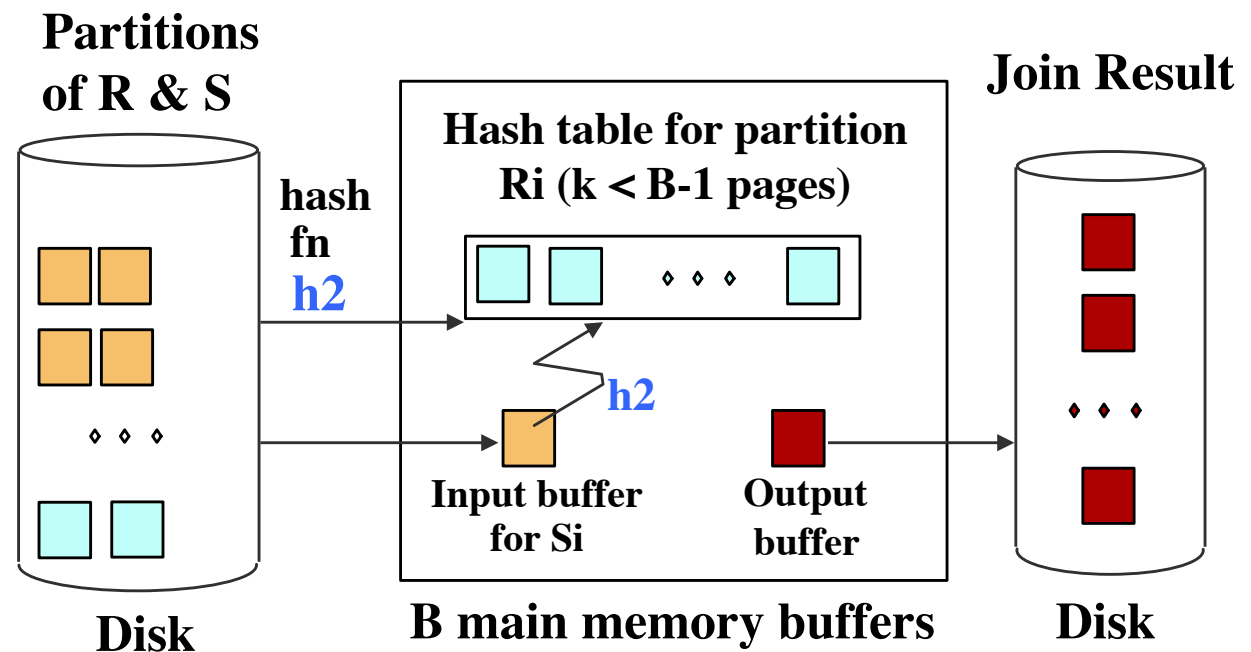 Partitions
of R & S
Join Result
Hash table for partition
Ri (k < B-1 pages)
hash
fn
h2
h2
Input buffer
for Si
Output
buffer
Disk
B main memory buffers
Disk